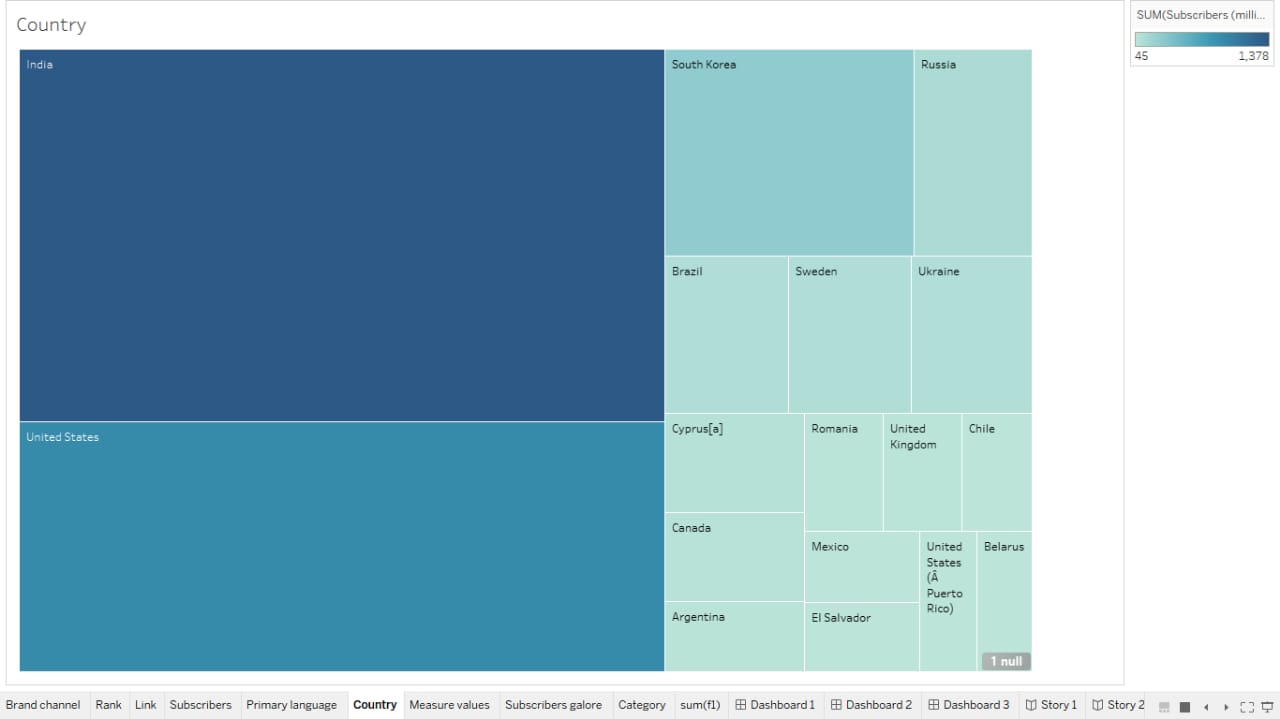 Country
SUM(Subscribers (milli...
45
1,378
India
South Korea
Russia
Brazil
Sweden
Ukraine
United States
Cyprus[a]
Romania
United
Kingdom
Chile
Canada
Mexico
United
States
(Â
Puerto
Rico)
Belarus
Argentina
El Salvador
1 null
Brand channel
Rank
Link
Subscribers
Primary language
Country
Measure values
Subscribers galore
Category
sum(f1)
Dashboard 1
Dashboard 2
Dashboard 3
Story 1
Story 2